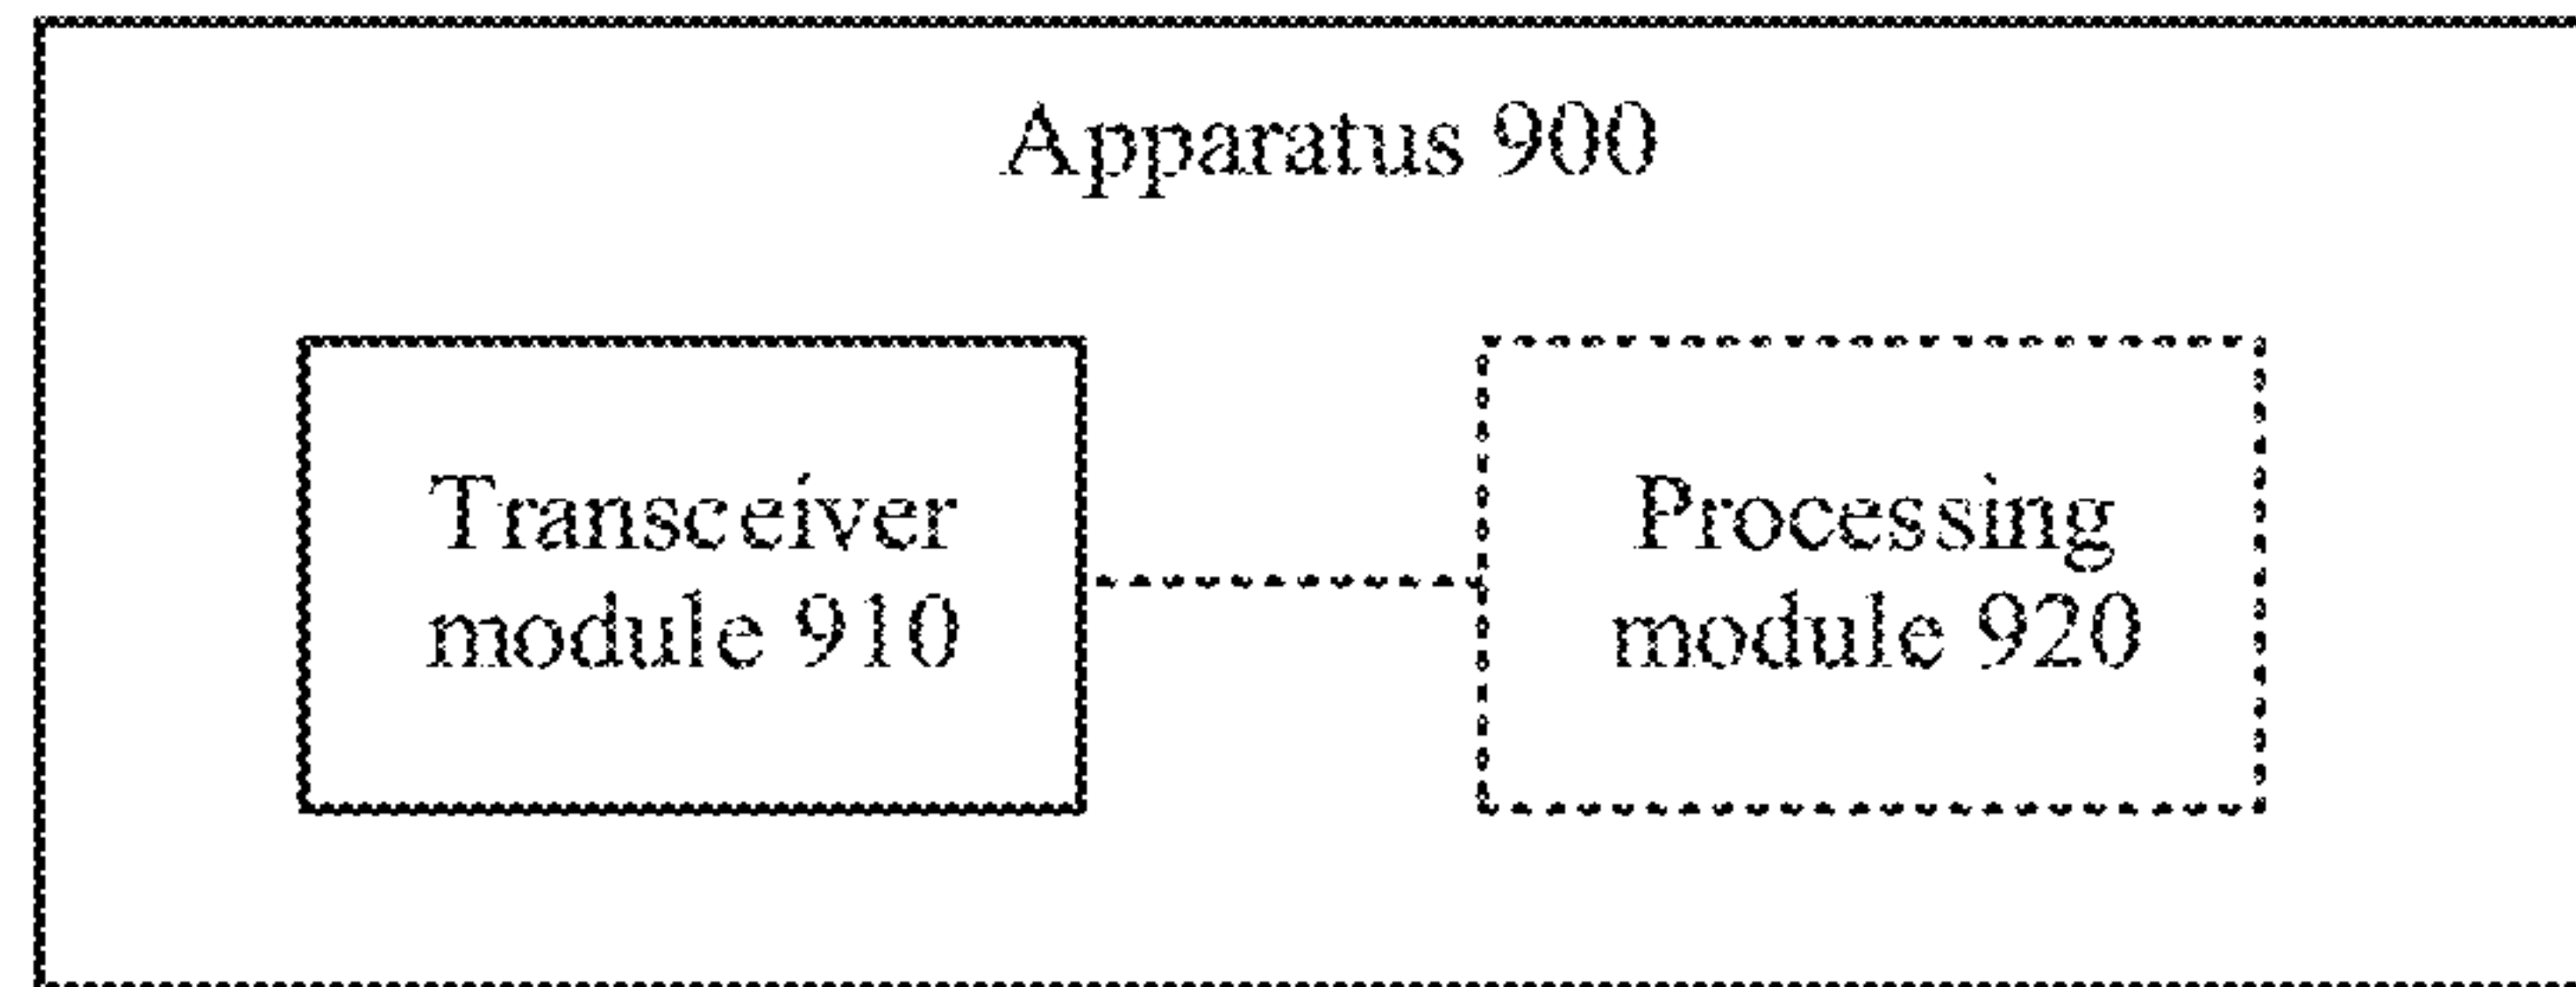 Apparatus 900
Transceiver
module 910
Processing
module 920